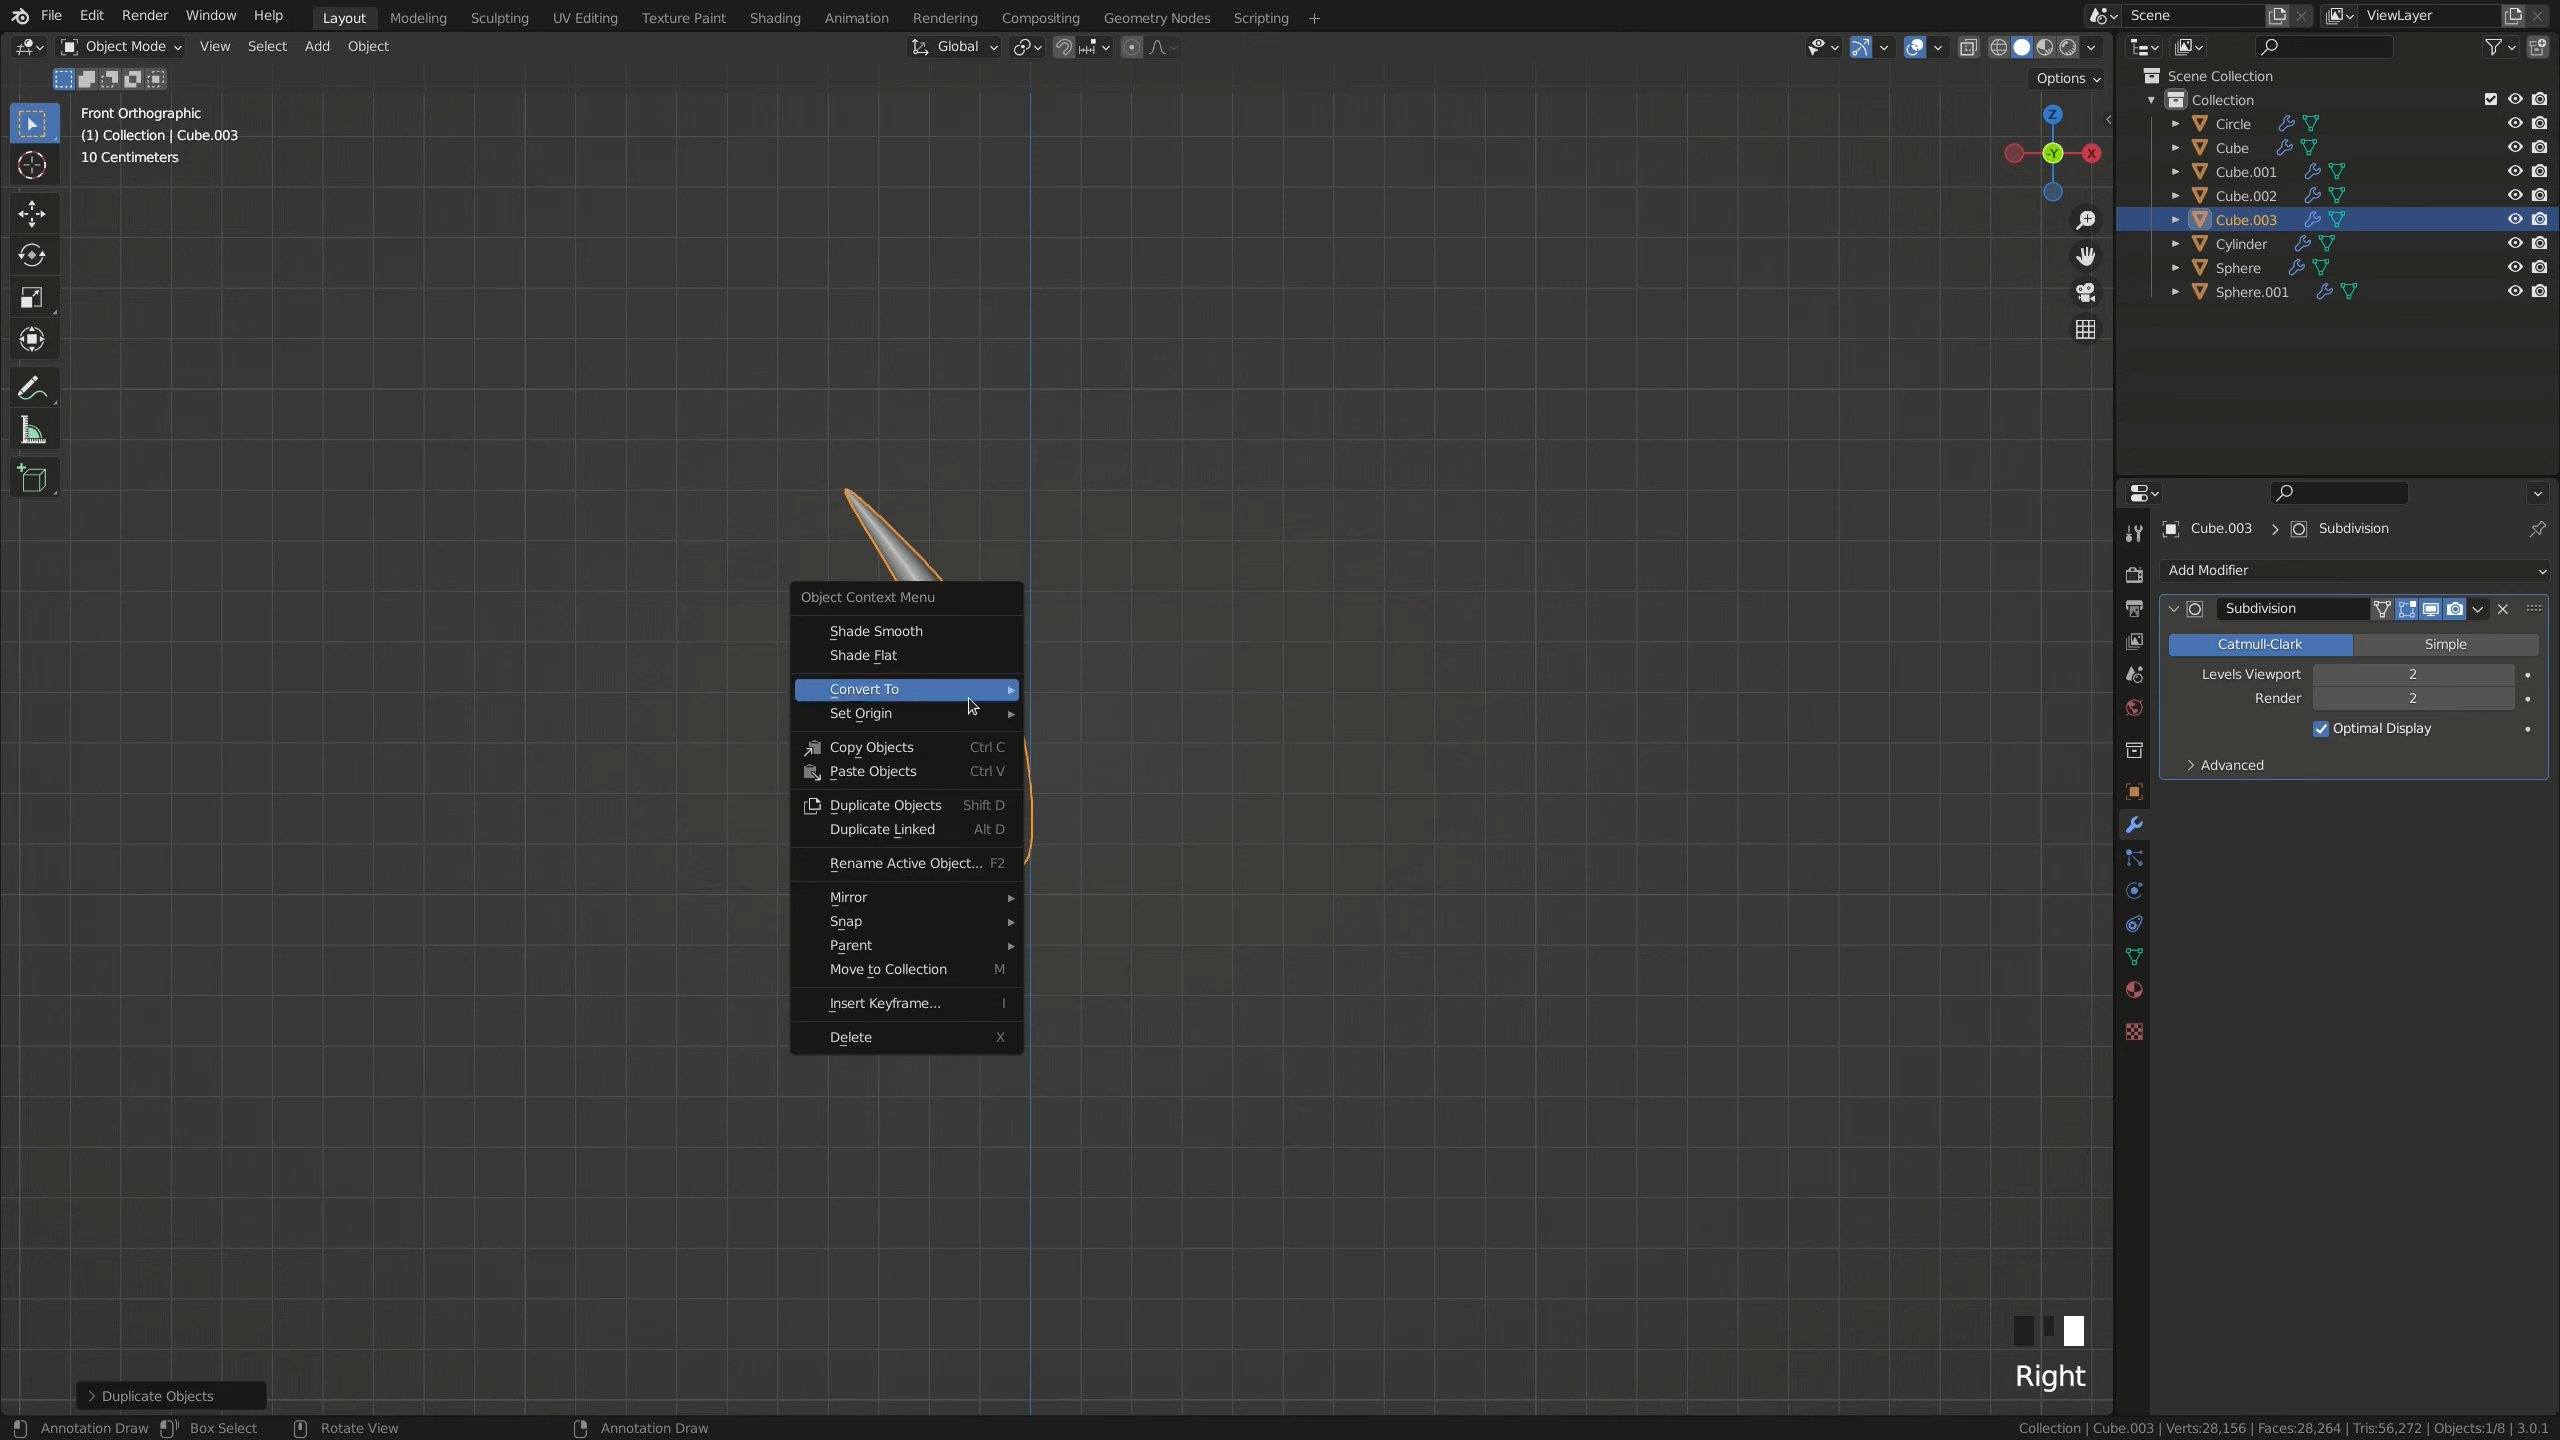 File Edit Render Window Help Layout Modeling Sculpting UV Editing Texture Paint Shading Animation Rendering Compositing Geometry Nodes Scripting + Scene ViewLayer
Object Mode View Select Add Object Global
Options
Front Orthographic
(1) Collection | Cube.003
10 Centimeters
Z
-Y
X
Scene Collection
Collection
Circle
Cube
Cube.001
Cube.002
Cube.003
Cylinder
Sphere
Sphere.001
Cube.003 > Subdivision
Add Modifier
Subdivision
Catmull-Clark Simple
Levels Viewport 2
Render 2
Optimal Display
Advanced
Object Context Menu
Shade Smooth
Shade Flat
Convert To
Set Origin
Copy Objects Ctrl C
Paste Objects Ctrl V
Duplicate Objects Shift D
Duplicate Linked Alt D
Rename Active Object... F2
Mirror
Snap
Parent
Move to Collection M
Insert Keyframe... I
Delete X
Right
Duplicate Objects
Annotation Draw Box Select Rotate View Annotation Draw Collection | Cube.003 | Verts:28,156 | Faces:28,264 | Tris:56,272 | Objects:1/8 | 3.0.1